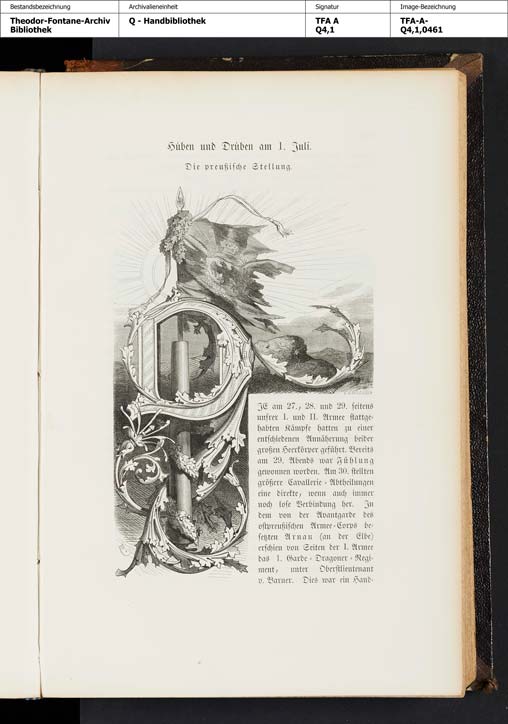 Bestandsbezeichnung Archivalieneinheit Signatur Image-Bezeichnung
Theodor-Fontane-Archiv Q - Handbibliothek TFA A TFA-A-
Bibliothek Q4,1 Q4,1,0461
Hüben und Drüben am 1. Juli.
Die preußische Stellung.
DIE am 27., 28. und 29. seitens
unsrer I. und II. Armee stattge-
habten Kämpfe hatten zu einer
entschiedenen Annäherung beider
großen Heerkörper geführt. Bereits
am 29. Abends war Fühlung
gewonnen worden. Am 30. stellten
größere Cavallerie-Abtheilungen
eine direkte, wenn auch immer
noch lose Verbindung her. In
dem von der Avantgarde des
ostpreußischen Armee-Corps be-
setzten Arnau (an der Elbe)
erschien von Seiten der I. Armee
das 1. Garde-Dragoner-Regi-
ment, unter Oberstlieutenant
v. Barner. Dies war ein Hand-